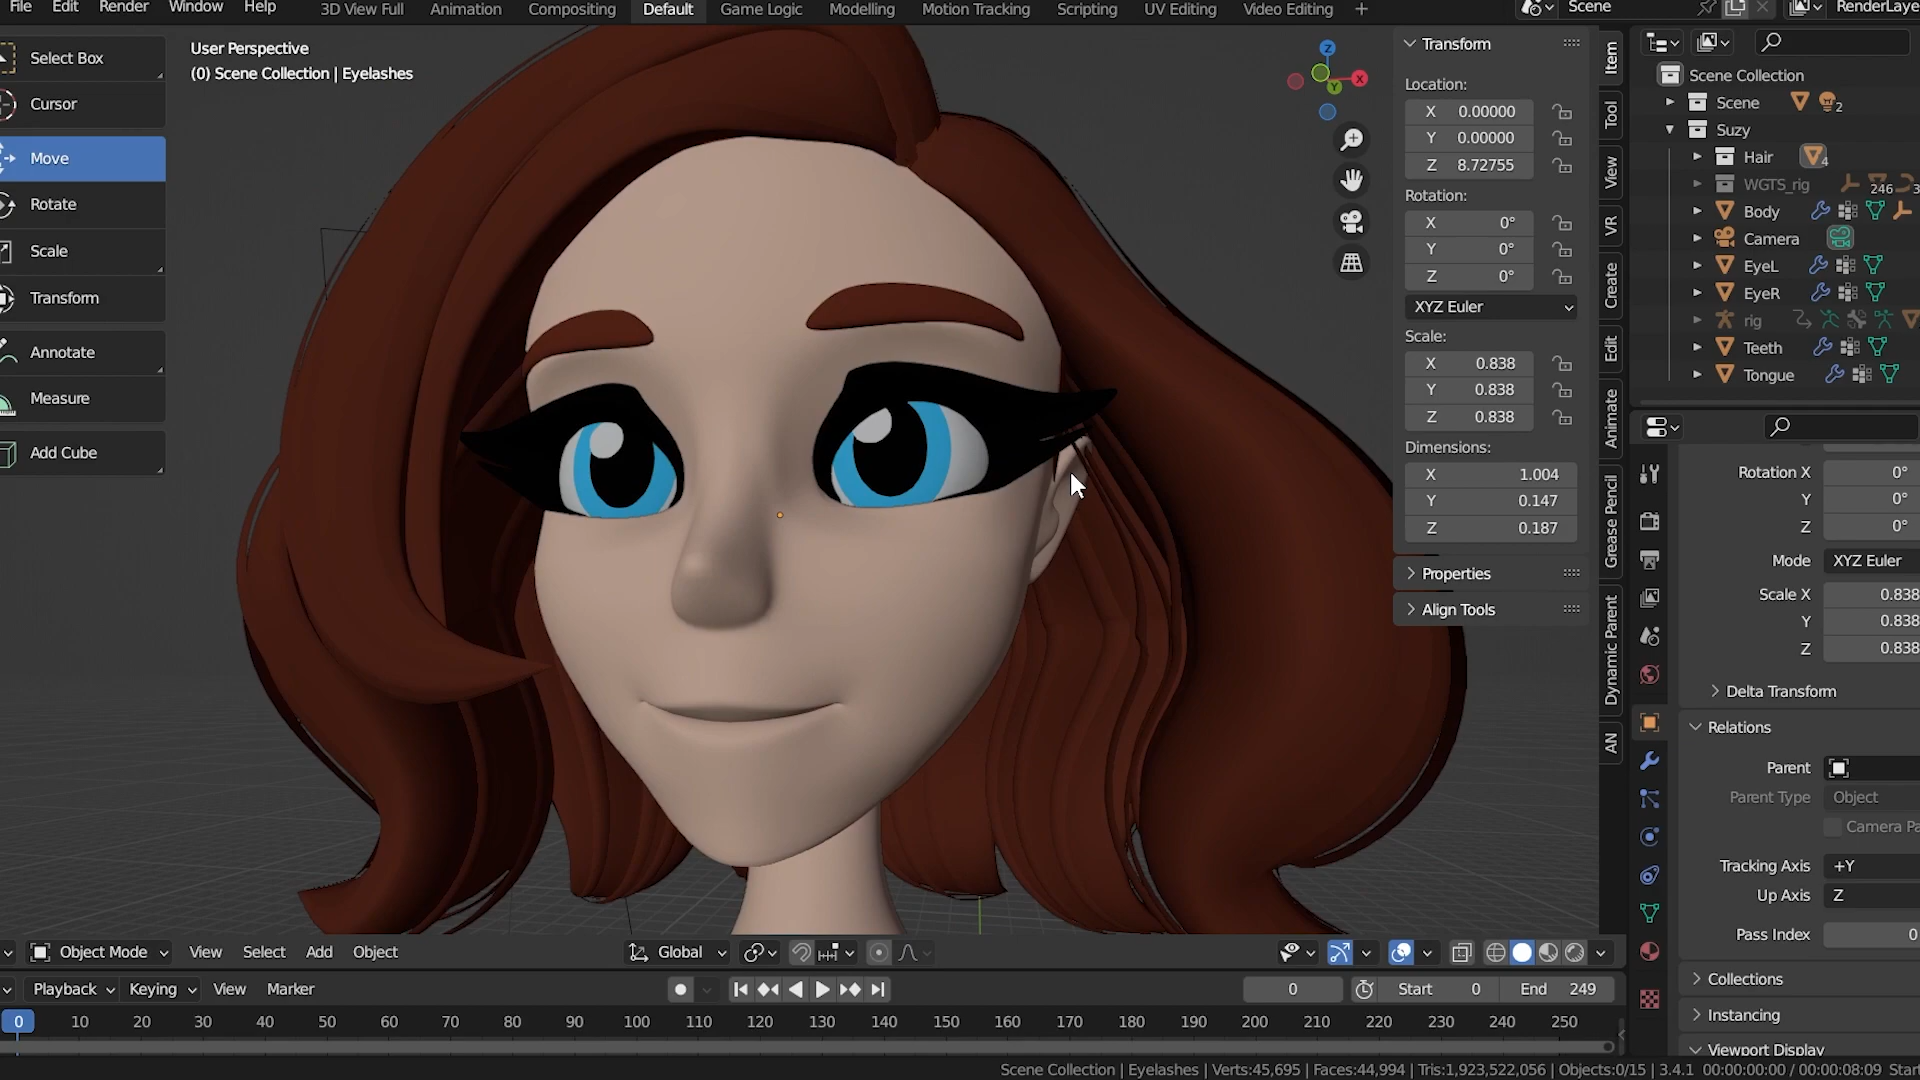 File Edit Render Window Help 3D View Full Animation Compositing Default Game Logic Modelling Motion Tracking Scripting UV Editing Video Editing + Scene RenderLaye
User Perspective
(0) Scene Collection | Eyelashes
Select Box
Cursor
Move
Rotate
Scale
Transform
Annotate
Measure
Add Cube
Z
X
Y
Transform
Location:
X 0.00000
Y 0.00000
Z 8.72755
Rotation:
X 0°
Y 0°
Z 0°
XYZ Euler
Scale:
X 0.838
Y 0.838
Z 0.838
Dimensions:
X 1.004
Y 0.147
Z 0.187
Properties
Align Tools
Item
Tool
View
VR
Create
Edit
Animate
Grease Pencil
Dynamic Parent
AN
Scene Collection
Scene 2
Suzy
Hair 4
WGTS_rig 246 3
Body
Camera
EyeL
EyeR
rig
Teeth
Tongue
Rotation X 0°
Y 0°
Z 0°
Mode XYZ Euler
Scale X 0.838
Y 0.838
Z 0.838
Delta Transform
Relations
Parent
Parent Type Object
Camera Pa
Tracking Axis +Y
Up Axis Z
Pass Index 0
Collections
Instancing
Viewport Display
Object Mode View Select Add Object Global
Playback Keying View Marker 0 Start 0 End 249
0 10 20 30 40 50 60 70 80 90 100 110 120 130 140 150 160 170 180 190 200 210 220 230 240 250
Scene Collection | Eyelashes | Verts:45,695 | Faces:44,994 | Tris:1,923,522,056 | Objects:0/15 | 3.4.1 00:00:00:00 / 00:00:08:09 Start